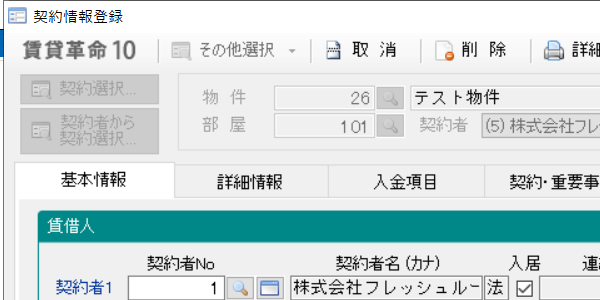 契約情報登録
賃貸革命10 その他選択 取 消 削 除 詳細
契約選択... 物 件 26 テスト物件
契約者から 部 屋 101 契約者 (5) 株式会社フレ
契約選択...
基本情報 詳細情報 入金項目 契約・重要事
賃借人
契約者No 契約者名(カナ) 入居
契約者1 1 株式会社フレッシュルー 法